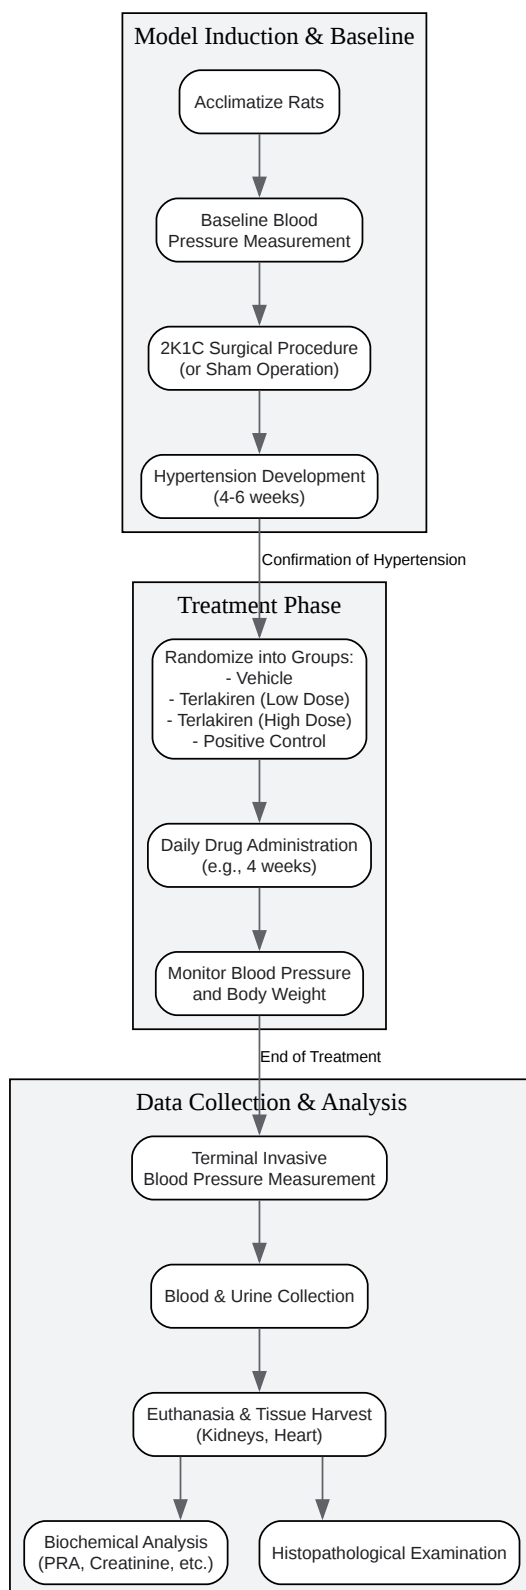 Model Induction & Baseline
Acclimatize Rats
Baseline Blood
Pressure Measurement
2K1C Surgical Procedure
(or Sham Operation)
Hypertension Development
(4-6 weeks)
Confirmation of Hypertension
Treatment Phase
Randomize into Groups:
- Vehicle
- Terlakiren (Low Dose)
- Terlakiren (High Dose)
- Positive Control
Daily Drug Administration
(e.g., 4 weeks)
Monitor Blood Pressure
and Body Weight
End of Treatment
Data Collection & Analysis
Terminal Invasive
Blood Pressure Measurement
Blood & Urine Collection
Euthanasia & Tissue Harvest
(Kidneys, Heart)
Biochemical Analysis
(PRA, Creatinine, etc.)
Histopathological Examination